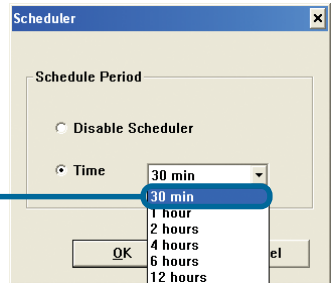 Scheduler
Schedule Period
Disable Scheduler
Time
30 min
30 min
1 hour
2 hours
4 hours
6 hours
12 hours
OK
el